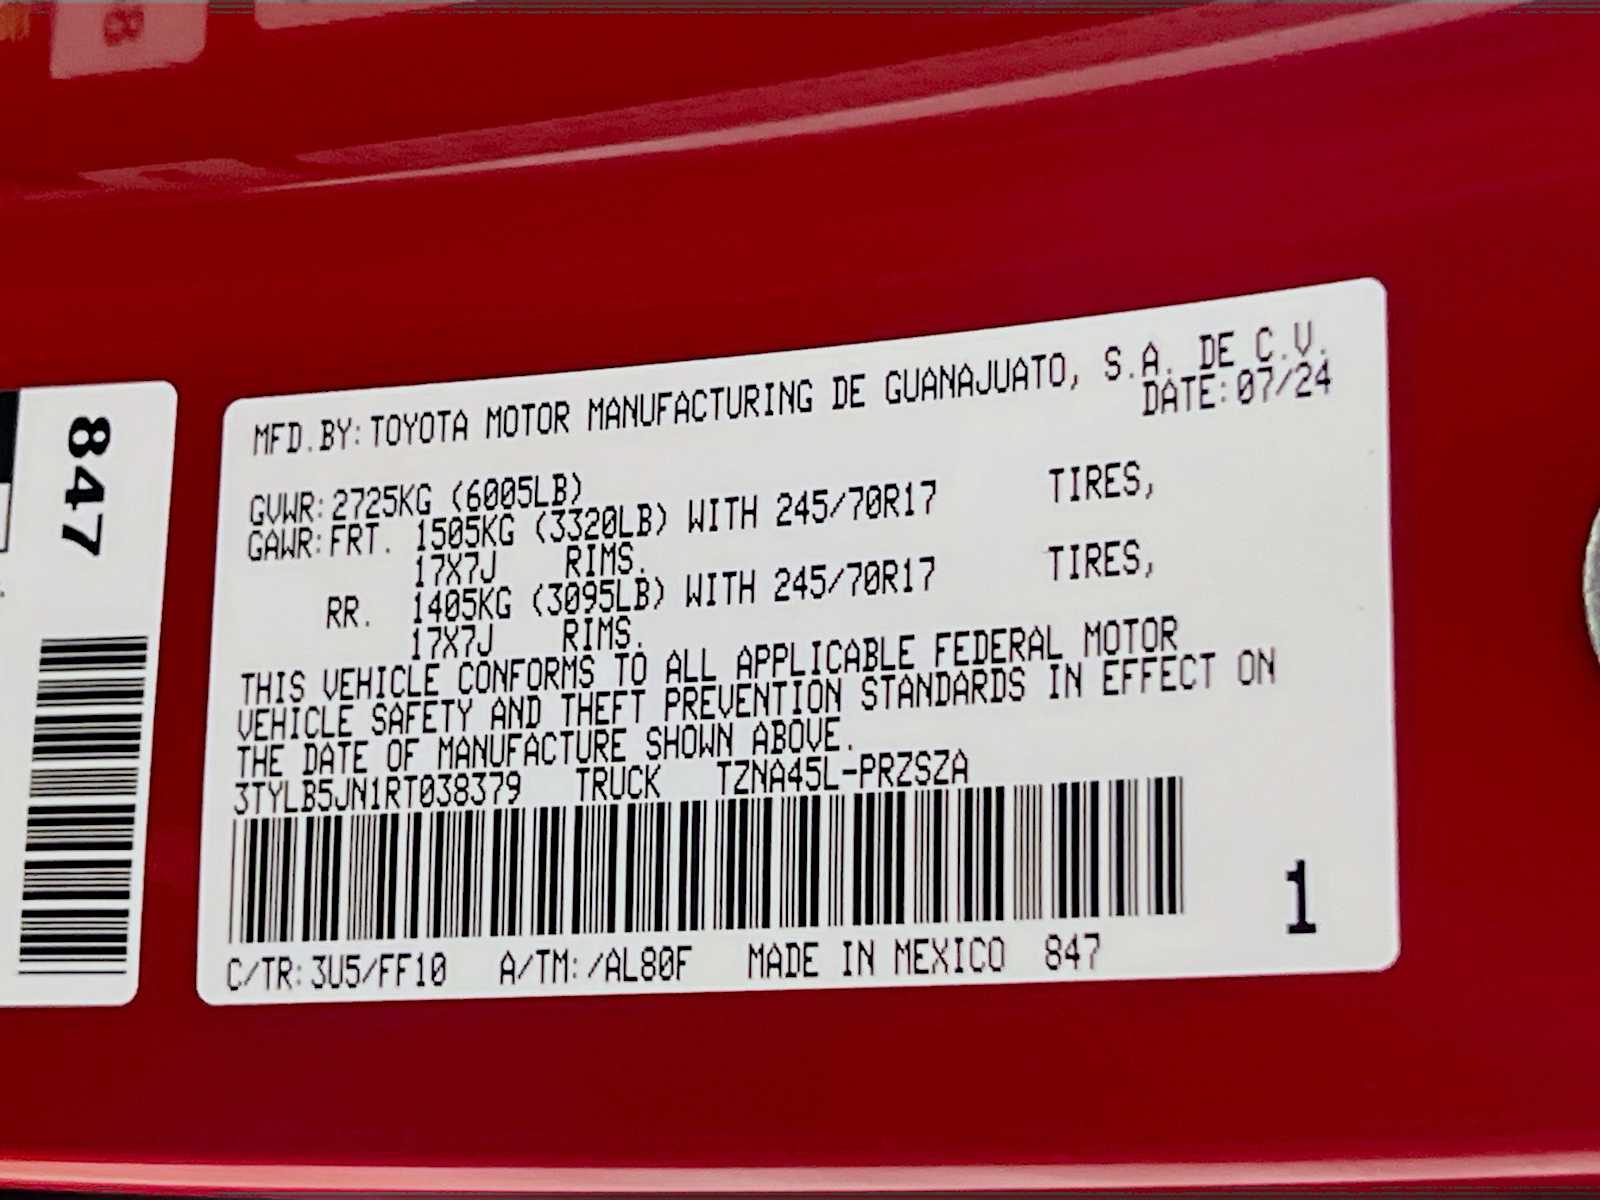 847
MFD.BY:TOYOTA MOTOR MANUFACTURING DE GUANAJUATO, S.A. DE C.V.
DATE:07/24
GVWR:2725KG (6005LB)
GAWR:FRT. 1505KG (3320LB) WITH 245/70R17 TIRES,
17X7J RIMS.
RR. 1405KG (3095LB) WITH 245/70R17 TIRES,
17X7J RIMS.
THIS VEHICLE CONFORMS TO ALL APPLICABLE FEDERAL MOTOR
VEHICLE SAFETY AND THEFT PREVENTION STANDARDS IN EFFECT ON
THE DATE OF MANUFACTURE SHOWN ABOVE.
3TYLB5JN1RT038379 TRUCK TZNA45L-PRZSZA
1
C/TR:3U5/FF10 A/TM:/AL80F MADE IN MEXICO 847